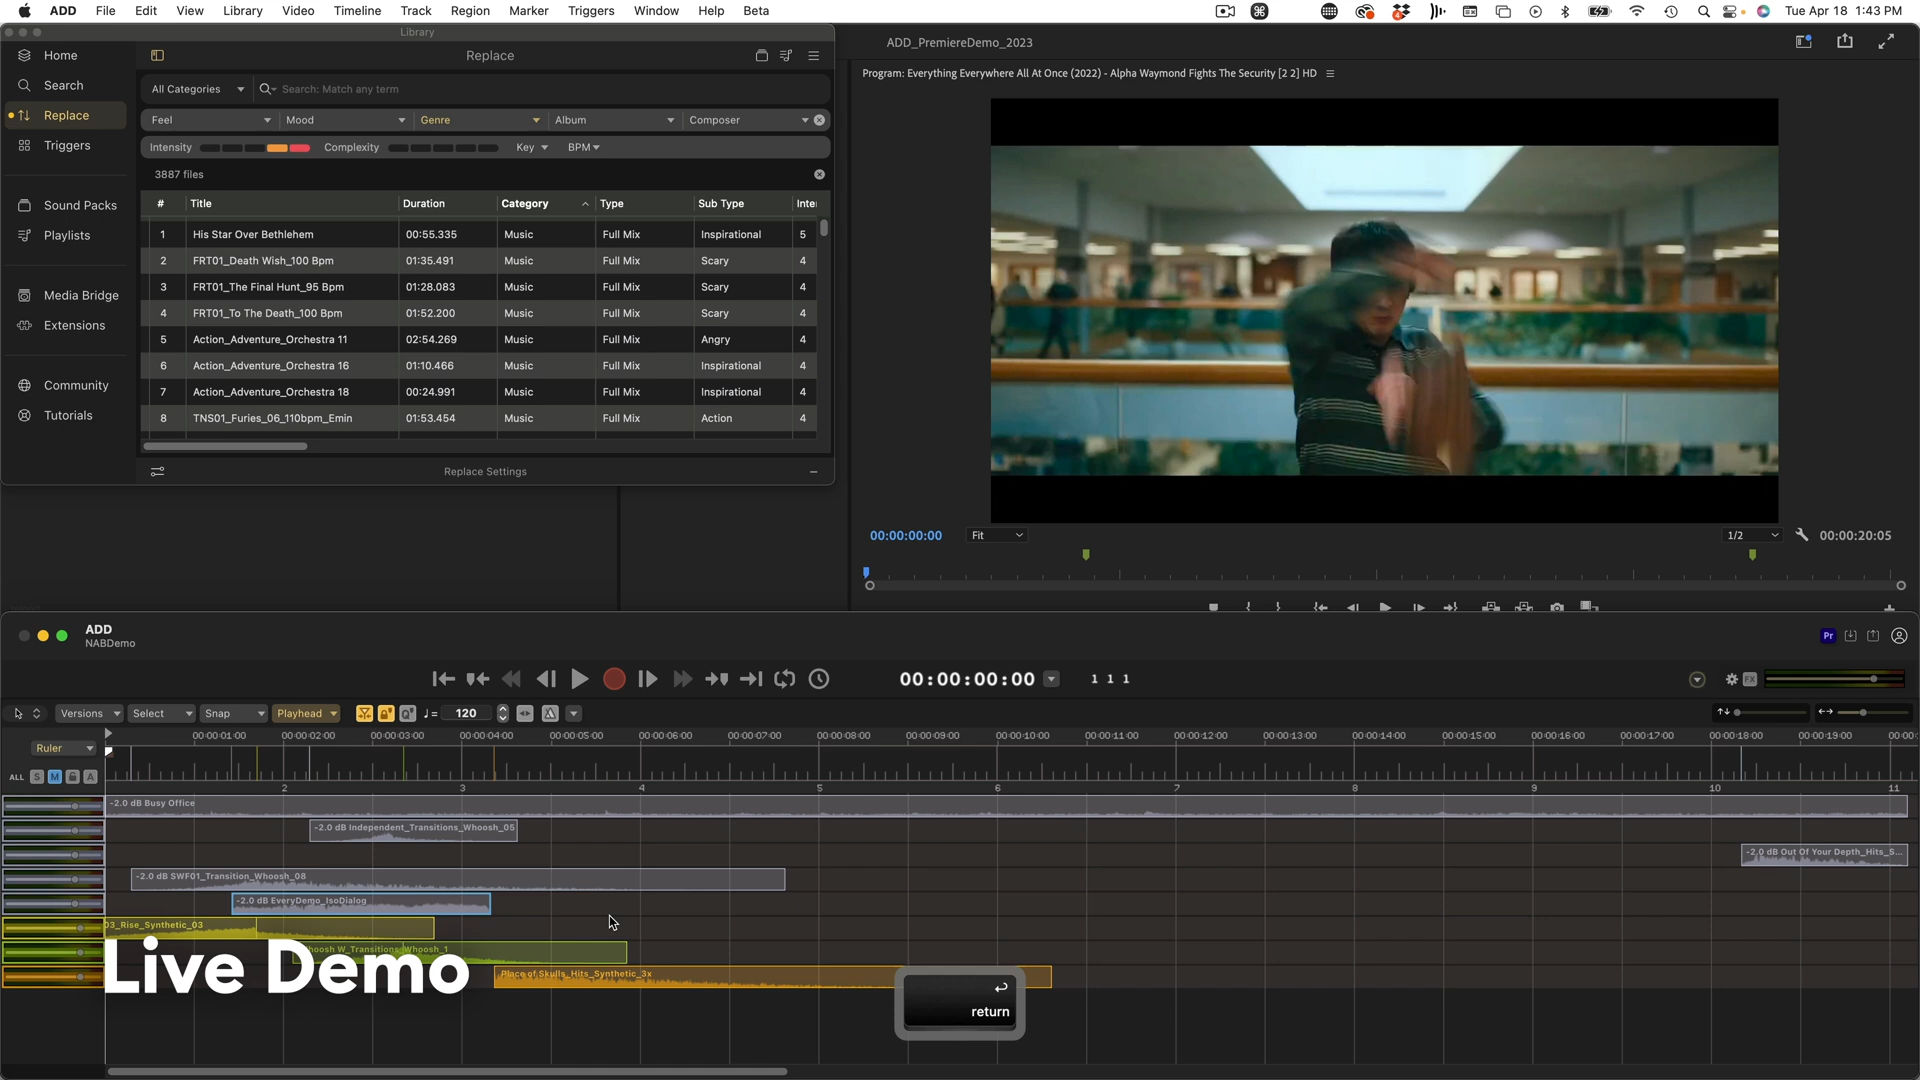 ADD File Edit View Library Video Timeline Track Region Marker Triggers Window Help Beta
4
Tue Apr 18 1:43 PM
Library
Home
Search
Replace
Triggers
Sound Packs
Playlists
Media Bridge
Extensions
Community
Tutorials
Replace
All Categories
Search: Match any term
Feel Mood Genre Album Composer
Intensity Complexity Key BPM
3887 files
# Title Duration Category Type Sub Type
1 His Star Over Bethlehem 00:55.335 Music Full Mix Inspirational 5
2 FRT01_Death Wish_100 Bpm 01:35.491 Music Full Mix Scary 4
3 FRT01_The Final Hunt_95 Bpm 01:28.083 Music Full Mix Scary 4
4 FRT01_To The Death_100 Bpm 01:52.200 Music Full Mix Scary 4
5 Action_Adventure_Orchestra 11 02:54.269 Music Full Mix Angry 4
6 Action_Adventure_Orchestra 16 01:10.466 Music Full Mix Inspirational 4
7 Action_Adventure_Orchestra 18 00:24.991 Music Full Mix Inspirational 4
8 TNS01_Furies_06_110bpm_Emin 01:53.454 Music Full Mix Action 4
Replace Settings
ADD_PremiereDemo_2023
Program: Everything Everywhere All At Once (2022) - Alpha Waymond Fights The Security [2 2] HD
00:00:00:00 Fit 1/2 00:00:20:05
ADD
NABDemo
Pr
00:00:00:00 1 1 1
FX
Versions Select Snap Playhead 120
00:00:01:00 00:00:02:00 00:00:03:00 00:00:04:00 00:00:05:00 00:00:06:00 00:00:07:00 00:00:08:00 00:00:09:00 00:00:10:00 00:00:11:00 00:00:12:00 00:00:13:00 00:00:14:00 00:00:15:00 00:00:16:00 00:00:17:00 00:00:18:00 00:00:19:00
Ruler
ALL S M A
2 3 4 5 6 7 8 9 10 11
-2.0 dB Busy Office
-2.0 dB Independent_Transitions_Whoosh_05
-2.0 dB Out Of Your Depth_Hits_S...
-2.0 dB SWF01_Transition_Whoosh_08
-2.0 dB EveryDemo_IsoDialog
03_Rise_Synthetic_03
W_Transitions_Whoosh_1
Place of Skulls_Hits_Synthetic_3x
Live Demo
return